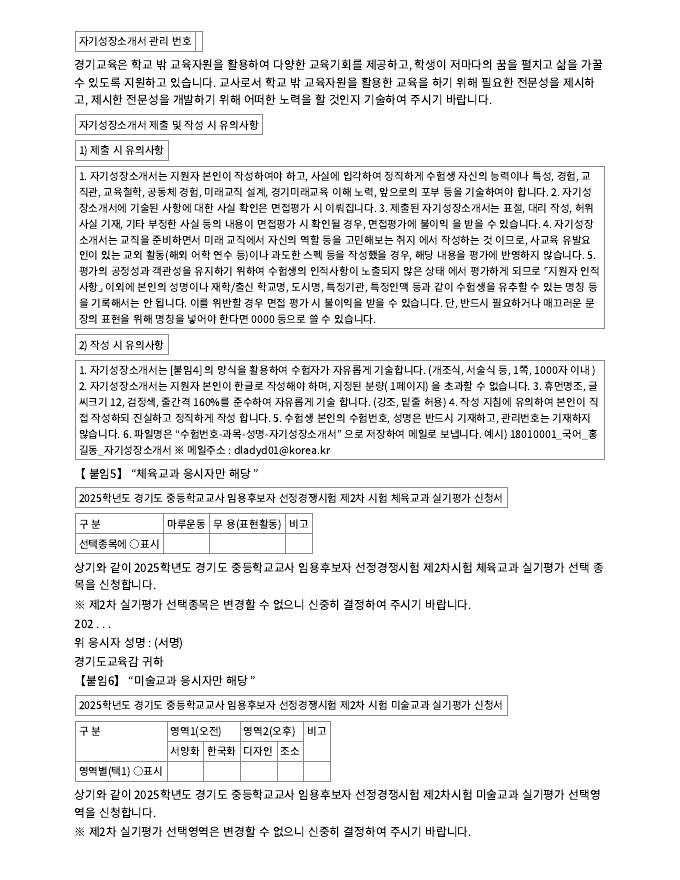 자기성장소개서 관리 번호
경기교육은 학교 밖 교육자원을 활용하여 다양한 교육기회를 제공하고, 학생이 저마다의 꿈을 펼치고 삶을 가꿀
수 있도록 지원하고 있습니다. 교사로서 학교 밖 교육자원을 활용한 교육을 하기 위해 필요한 전문성을 제시하
고, 제시한 전문성을 개발하기 위해 어떠한 노력을 할 것인지 기술하여 주시기 바랍니다.
자기성장소개서 제출 및 작성 시 유의사항
1) 제출 시 유의사항
1. 자기성장소개서는 지원자 본인이 작성하여야 하고, 사실에 입각하여 정직하게 수험생 자신의 능력이나 특성, 경험, 교
직관, 교육철학, 공동체 경험, 미래교직 설계, 경기미래교육 이해 노력, 앞으로의 포부 등을 기술하여야 합니다. 2. 자기성
장소개서에 기술된 사항에 대한 사실 확인은 면접평가 시 이뤄집니다. 3. 제출된 자기성장소개서는 표절, 대리 작성, 허위
사실 기재, 기타 부정한 사실 등의 내용이 면접평가 시 확인될 경우, 면접평가에 불이익 을 받을 수 있습니다. 4. 자기성장
소개서는 교직을 준비하면서 미래 교직에서 자신의 역할 등을 고민해보는 취지 에서 작성하는 것 이므로, 사교육 유발요
인이 있는 교외 활동(해외 어학 연수 등)이나 과도한 스펙 등을 작성했을 경우, 해당 내용을 평가에 반영하지 않습니다. 5.
평가의 공정성과 객관성을 유지하기 위하여 수험생의 인적사항이 노출되지 않은 상태 에서 평가하게 되므로 『지원자 인적
사항』 이외에 본인의 성명이나 재학/출신 학교명, 도시명, 특정기관, 특정인맥 등과 같이 수험생을 유추할 수 있는 명칭 등
을 기록해서는 안 됩니다. 이를 위반할 경우 면접 평가 시 불이익을 받을 수 있습니다. 단, 반드시 필요하거나 매끄러운 문
장의 표현을 위해 명칭을 넣어야 한다면 0000 등으로 쓸 수 있습니다.
2) 작성 시 유의사항
1. 자기성장소개서는 [붙임4] 의 양식을 활용하여 수험자가 자유롭게 기술합니다. (개조식, 서술식 등, 1쪽, 1000자 이내 )
2. 자기성장소개서는 지원자 본인이 한글로 작성해야 하며, 지정된 분량( 1페이지) 을 초과할 수 없습니다. 3. 휴먼명조, 글
씨크기 12, 검정색, 줄간격 160%를 준수하여 자유롭게 기술 합니다. (강조, 밑줄 허용) 4. 작성 지침에 유의하여 본인이 직
접 작성하되 진실하고 정직하게 작성 합니다. 5. 수험생 본인의 수험번호, 성명은 반드시 기재하고, 관리번호는 기재하지
않습니다. 6. 파일명은 “수험번호-과목-성명-자기성장소개서” 으로 저장하여 메일로 보냅니다. 예시) 18010001_국어_홍
길동_자기성장소개서 ※ 메일주소 : dladyd01@korea.kr
【 붙임5】 “체육교과 응시자만 해당 ”
2025학년도 경기도 중등학교교사 임용후보자 선정경쟁시험 제2차 시험 체육교과 실기평가 신청서
구 분 마루운동 무 용(표현활동) 비고
선택종목에 ○표시
상기와 같이 2025학년도 경기도 중등학교교사 임용후보자 선정경쟁시험 제2차시험 체육교과 실기평가 선택 종
목을 신청합니다.
※ 제2차 실기평가 선택종목은 변경할 수 없으니 신중히 결정하여 주시기 바랍니다.
202 . . .
위 응시자 성명 : (서명)
경기도교육감 귀하
【붙임6】 “미술교과 응시자만 해당 ”
2025학년도 경기도 중등학교교사 임용후보자 선정경쟁시험 제2차 시험 미술교과 실기평가 신청서
구 분 영역1(오전) 영역2(오후) 비고
서양화 한국화 디자인 조소
영역별(택1) ○표시
상기와 같이 2025학년도 경기도 중등학교교사 임용후보자 선정경쟁시험 제2차시험 미술교과 실기평가 선택영
역을 신청합니다.
※ 제2차 실기평가 선택영역은 변경할 수 없으니 신중히 결정하여 주시기 바랍니다.